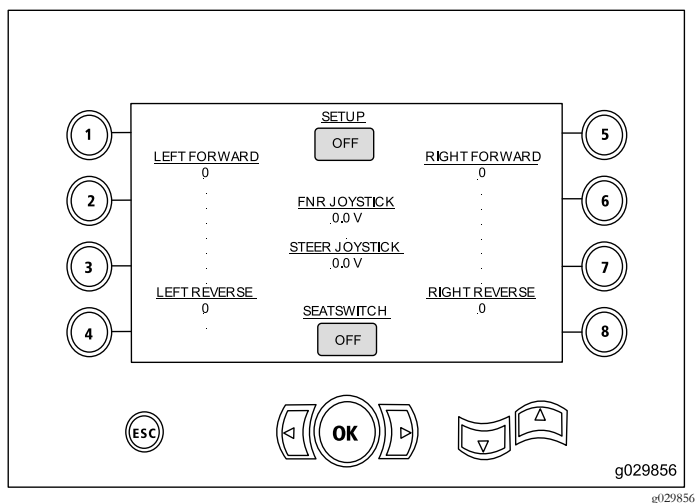 SETUP
OFF
LEFT FORWARD
0
RIGHT FORWARD
0
FNR JOYSTICK
0.0 V
STEER JOYSTICK
0.0 V
LEFT REVERSE
0
RIGHT REVERSE
0
SEATSWITCH
OFF
1
2
3
4
5
6
7
8
ESC
OK
g029856
g029856